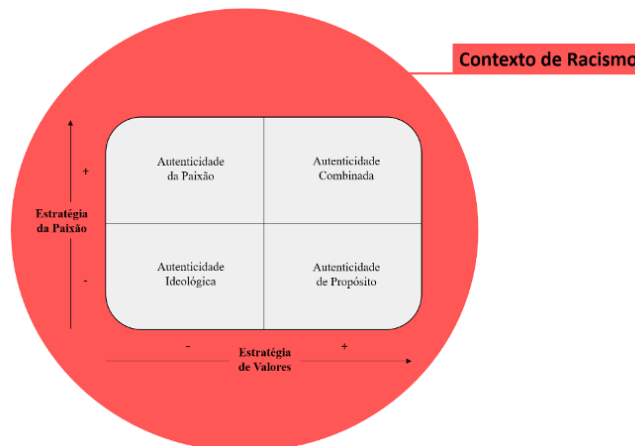 Contexto de Racismo
+
Autenticidade
da Paixão
Autenticidade
Combinada
Estratégia
da Paixão
-
Autenticidade
Ideológica
Autenticidade
de Propósito
-
+
Estratégia
de Valores